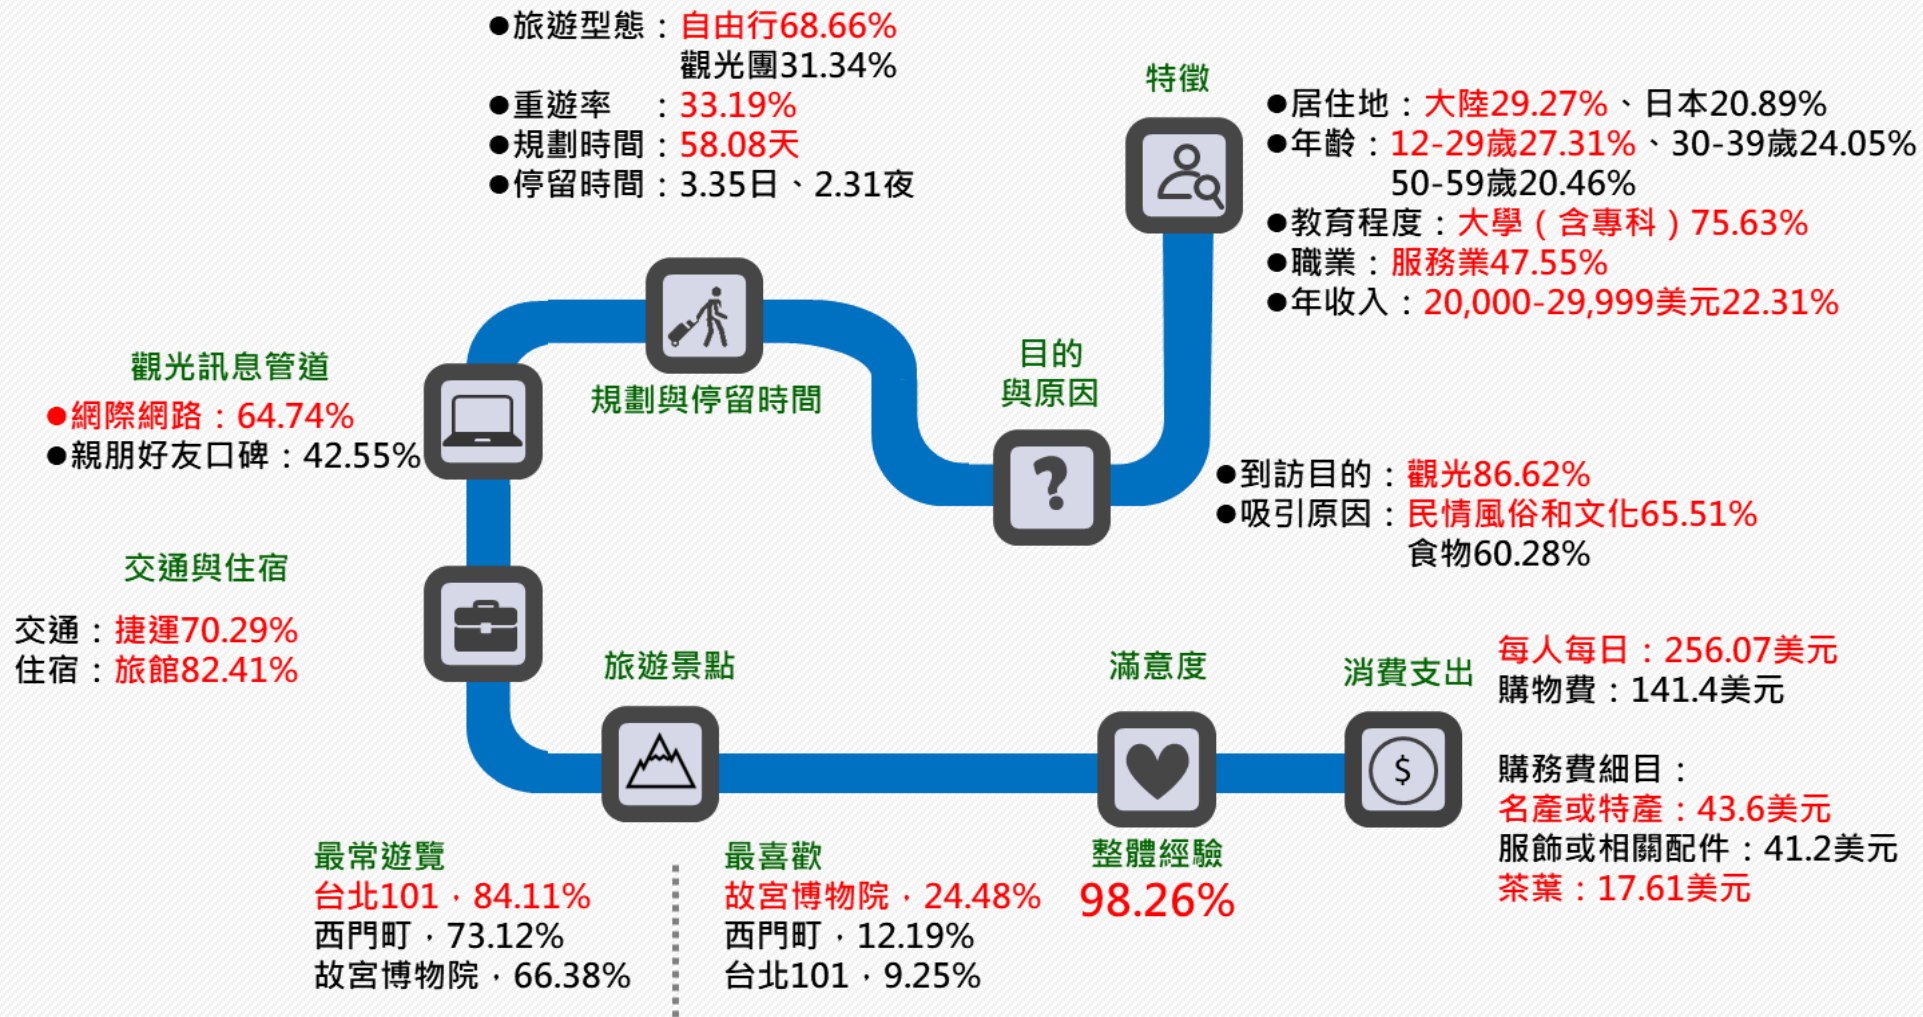 ●旅遊型態：自由行68.66%
觀光團31.34%
●重遊率　：33.19%
●規劃時間：58.08天
●停留時間：3.35日、2.31夜
規劃與停留時間
特徵
●居住地：大陸29.27%、日本20.89%
●年齡：12-29歲27.31%、30-39歲24.05%
50-59歲20.46%
●教育程度：大學（含專科）75.63%
●職業：服務業47.55%
●年收入：20,000-29,999美元22.31%
目的
與原因
?
●到訪目的：觀光86.62%
●吸引原因：民情風俗和文化65.51%
食物60.28%
觀光訊息管道
●網際網路：64.74%
●親朋好友口碑：42.55%
交通與住宿
交通：捷運70.29%
住宿：旅館82.41%
旅遊景點
最常遊覽
台北101，84.11%
西門町，73.12%
故宮博物院，66.38%
最喜歡
故宮博物院，24.48%
西門町，12.19%
台北101，9.25%
滿意度
整體經驗
98.26%
消費支出
$
每人每日：256.07美元
購物費：141.4美元
購務費細目：
名產或特產：43.6美元
服飾或相關配件：41.2美元
茶葉：17.61美元